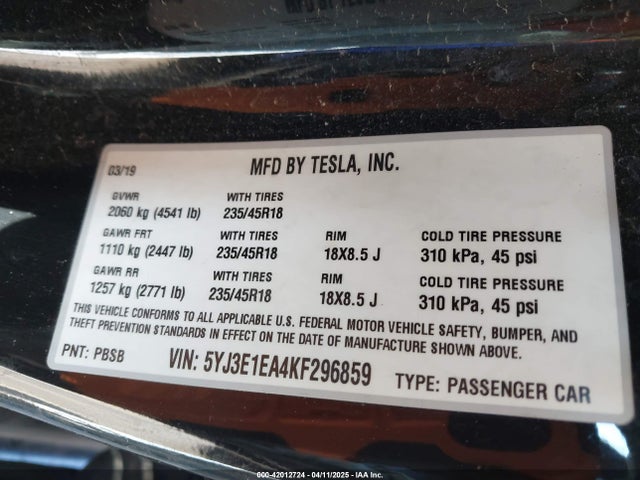 03/19 MFD BY TESLA, INC.
GVWR WITH TIRES
2060 kg (4541 lb) 235/45R18
GAWR FRT WITH TIRES RIM COLD TIRE PRESSURE
1110 kg (2447 lb) 235/45R18 18X8.5 J 310 kPa, 45 psi
GAWR RR WITH TIRES RIM COLD TIRE PRESSURE
1257 kg (2771 lb) 235/45R18 18X8.5 J 310 kPa, 45 psi
THIS VEHICLE CONFORMS TO ALL APPLICABLE U.S. FEDERAL MOTOR VEHICLE SAFETY, BUMPER, AND
THEFT PREVENTION STANDARDS IN EFFECT ON THE DATE OF MANUFACTURE SHOWN ABOVE.
PNT: PBSB VIN: 5YJ3E1EA4KF296859 TYPE: PASSENGER CAR
000-42012724 - 04/11/2025 - IAA Inc.